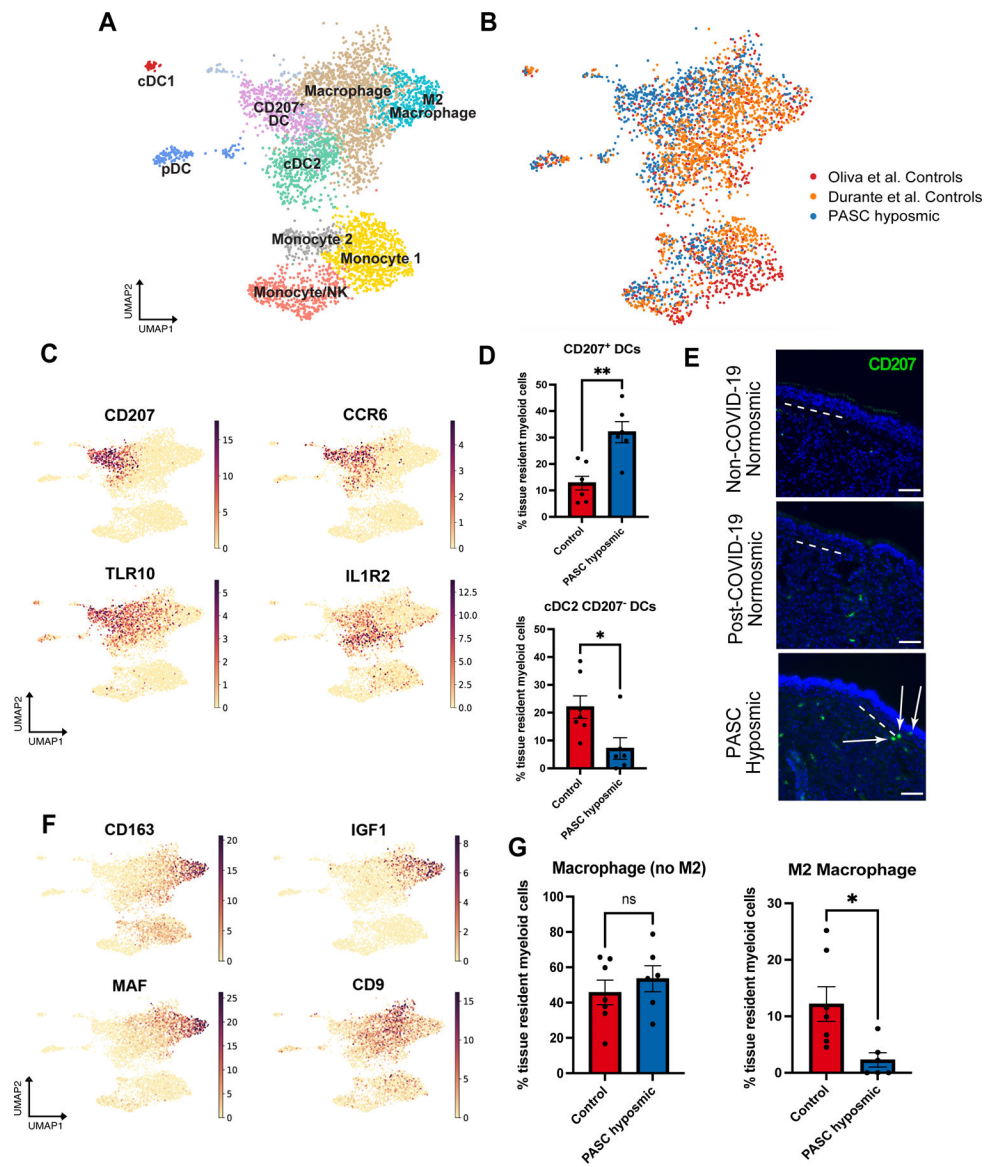 A
cDC1
Macrophage
M2
Macrophage
CD207+
DC
cDC2
pDC
Monocyte 2
Monocyte 1
Monocyte/NK
UMAP2
UMAP1
B
Oliva et al. Controls
Durante et al. Controls
PASC hyposmic
C
CD207
15
10
5
0
CCR6
4
3
2
1
0
TLR10
5
4
3
2
1
0
IL1R2
12.5
10.0
7.5
5.0
2.5
0.0
UMAP2
UMAP1
D
CD207+ DCs
**
% tissue resident myeloid cells
50
40
30
20
10
0
Control
PASC hyposmic
cDC2 CD207- DCs
*
% tissue resident myeloid cells
50
40
30
20
10
0
Control
PASC hyposmic
E
CD207
Non-COVID-19
Normosmic
Post-COVID-19
Normosmic
PASC
Hyposmic
F
CD163
20
15
10
5
0
IGF1
8
6
4
2
0
MAF
25
20
15
10
5
0
CD9
15
10
5
0
UMAP2
UMAP1
G
Macrophage (no M2)
ns
% tissue resident myeloid cells
100
80
60
40
20
0
Control
PASC hyposmic
M2 Macrophage
*
% tissue resident myeloid cells
30
20
10
0
Control
PASC hyposmic